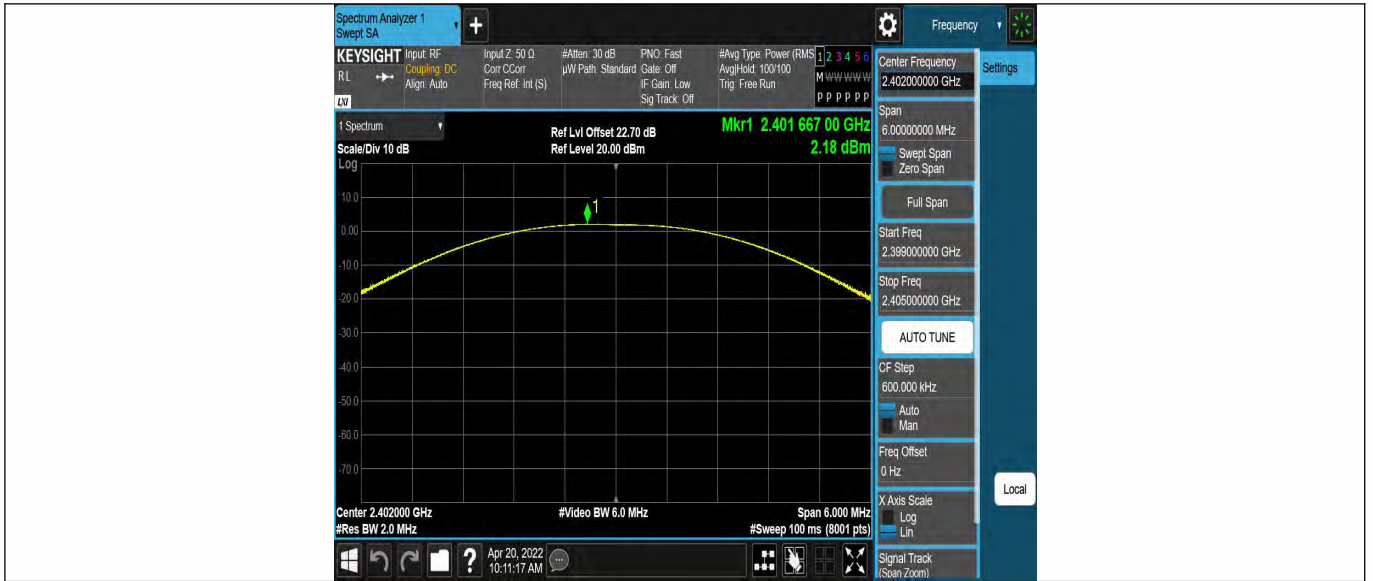 Spectrum Analyzer 1
Swept SA
+
Frequency
KEYSIGHT
RL
LXI
Input: RF
Coupling: DC
Align: Auto
Input Z: 50 Ω
Corr CCorr
Freq Ref: Int (S)
#Atten: 30 dB
µW Path: Standard
PNO: Fast
Gate: Off
IF Gain: Low
Sig Track: Off
#Avg Type: Power (RMS
Avg|Hold: 100/100
Trig: Free Run
1 2 3 4 5 6
M W W W W W
P P P P P P
1 Spectrum
Scale/Div 10 dB
Log
Ref Lvl Offset 22.70 dB
Ref Level 20.00 dBm
Mkr1 2.401 667 00 GHz
2.18 dBm
1
10.0
0.00
-10.0
-20.0
-30.0
-40.0
-50.0
-60.0
-70.0
Center 2.402000 GHz
#Res BW 2.0 MHz
#Video BW 6.0 MHz
Span 6.000 MHz
#Sweep 100 ms (8001 pts)
?
Apr 20, 2022
10:11:17 AM
Center Frequency
2.402000000 GHz
Settings
Span
6.00000000 MHz
Swept Span
Zero Span
Full Span
Start Freq
2.399000000 GHz
Stop Freq
2.405000000 GHz
AUTO TUNE
CF Step
600.000 kHz
Auto
Man
Freq Offset
0 Hz
X Axis Scale
Log
Lin
Local
Signal Track
(Span Zoom)